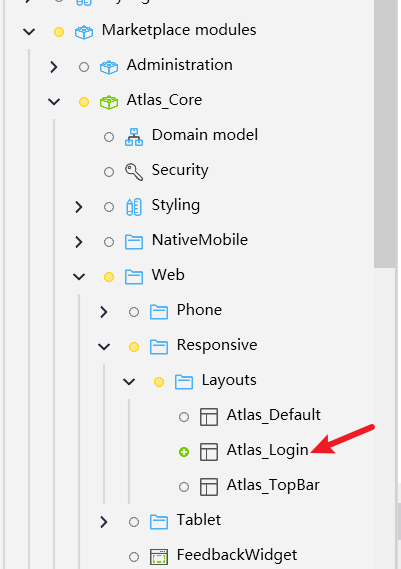 Marketplace modules
Administration
Atlas_Core
Domain model
Security
Styling
NativeMobile
Web
Phone
Responsive
Layouts
Atlas_Default
Atlas_Login
Atlas_TopBar
Tablet
FeedbackWidget